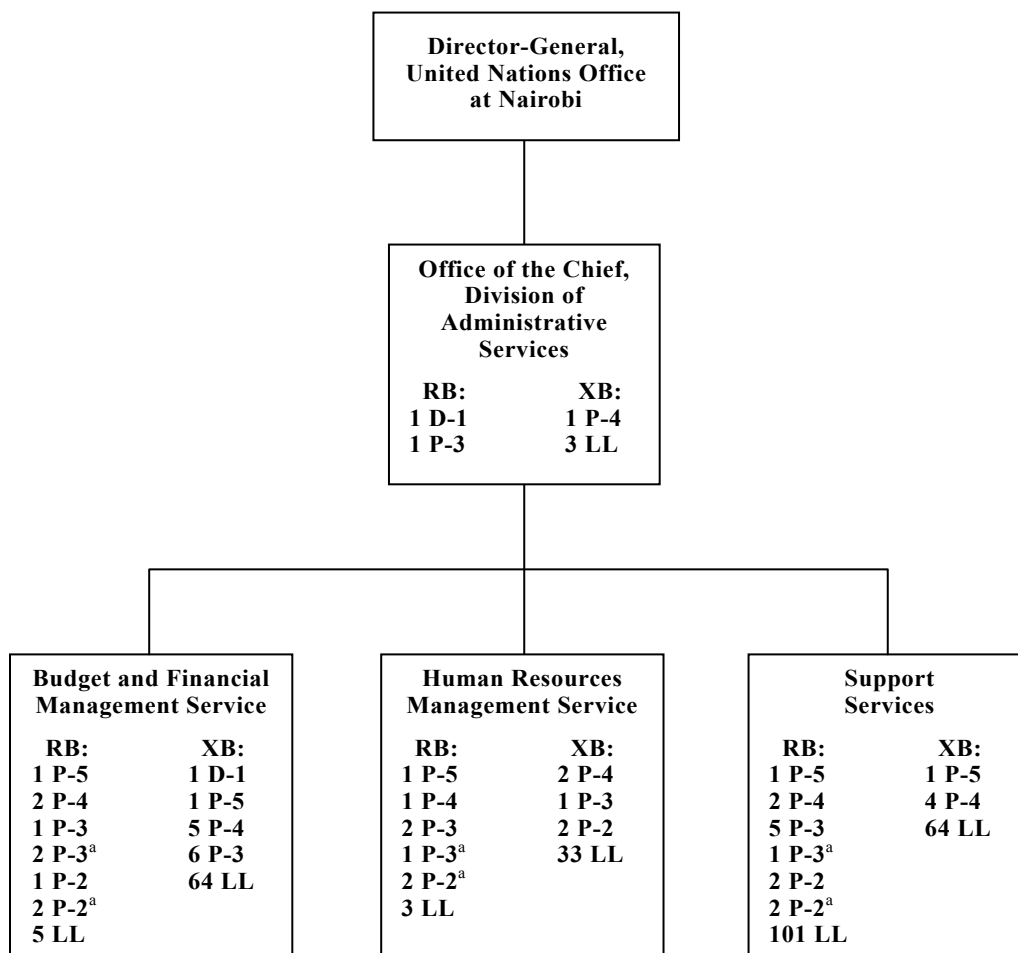 Director-General,
United Nations Office
at Nairobi
Office of the Chief,
Division of
Administrative
Services
RB: XB:
1 D-1 1 P-4
1 P-3 3 LL
Budget and Financial
Management Service
RB: XB:
1 P-5 1 D-1
2 P-4 1 P-5
1 P-3 5 P-4
2 P-3ᵃ 6 P-3
1 P-2 64 LL
2 P-2ᵃ
5 LL
Human Resources
Management Service
RB: XB:
1 P-5 2 P-4
1 P-4 1 P-3
2 P-3 2 P-2
1 P-3ᵃ 33 LL
2 P-2ᵃ
3 LL
Support
Services
RB: XB:
1 P-5 1 P-5
2 P-4 4 P-4
5 P-3 64 LL
1 P-3ᵃ
2 P-2
2 P-2ᵃ
101 LL